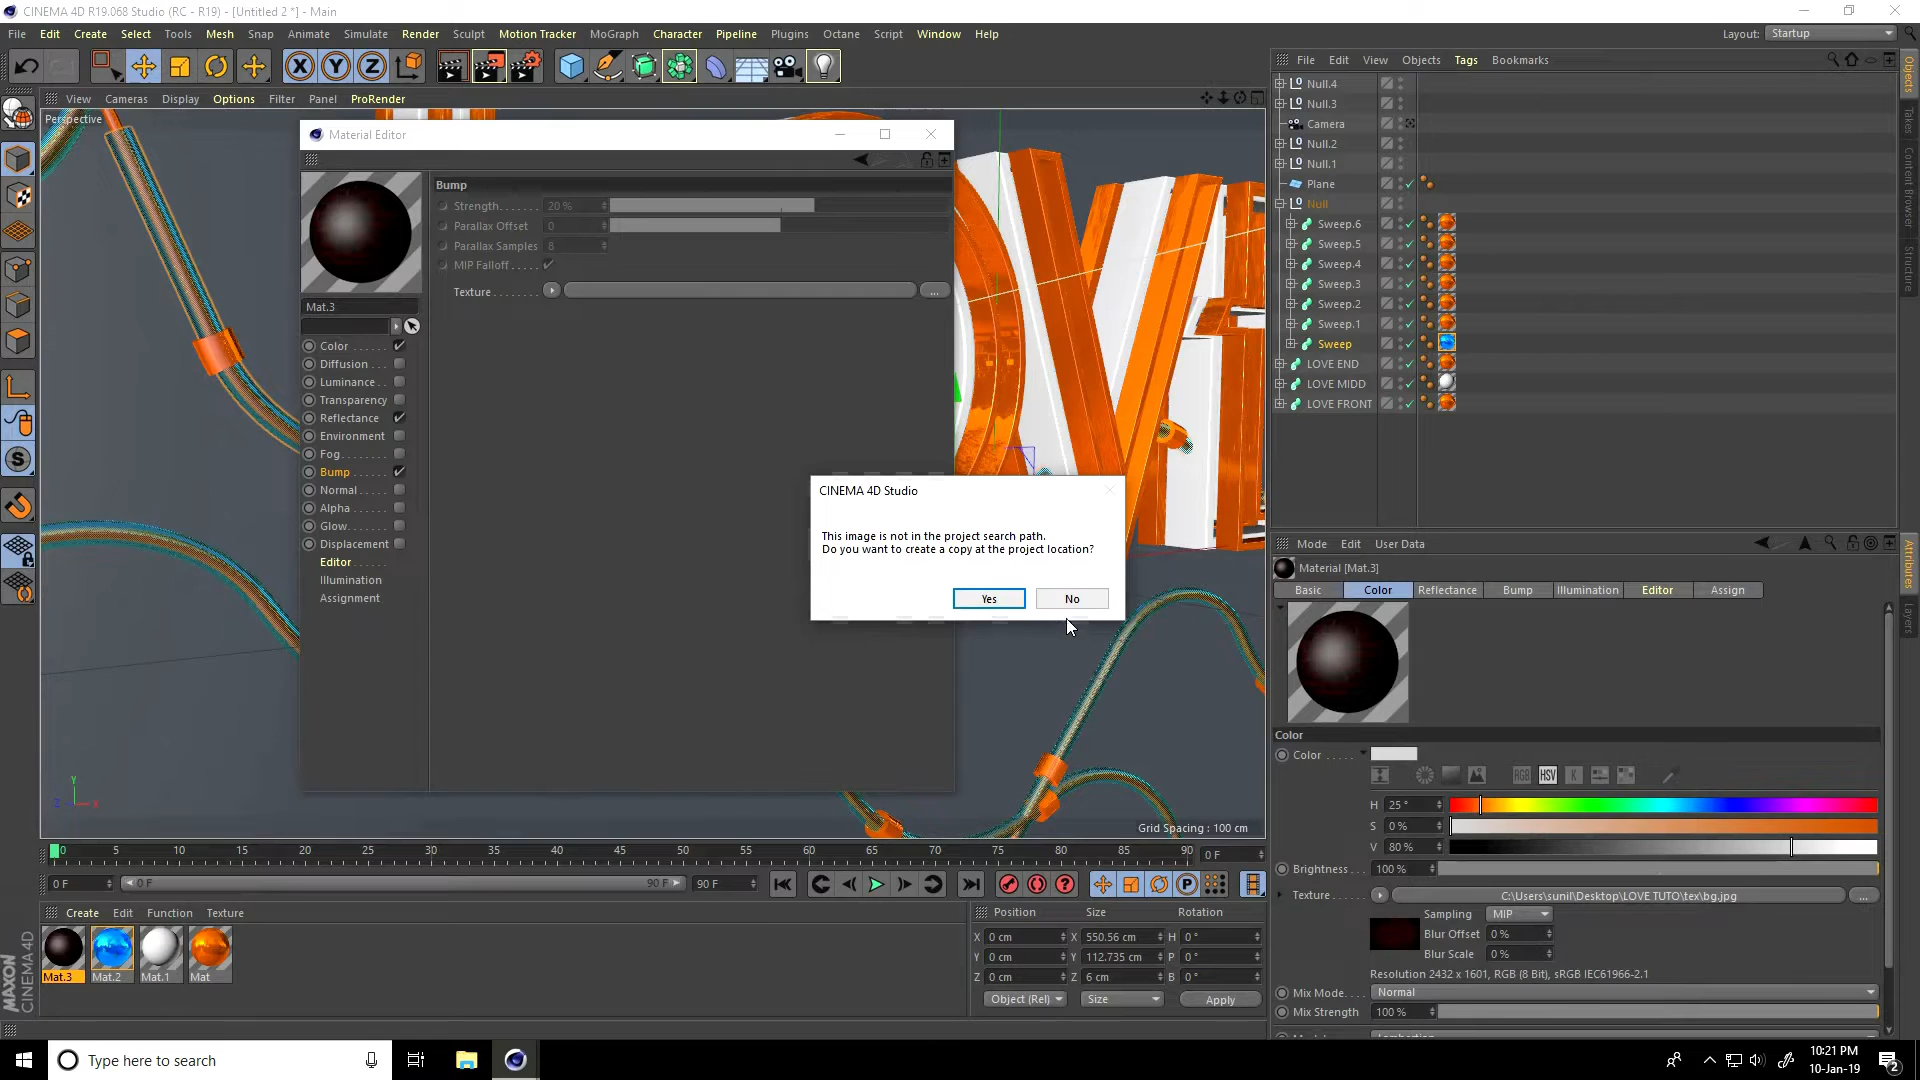 CINEMA 4D R19.068 Studio (RC - R19) - [Untitled 2 *] - Main
File Edit Create Select Tools Mesh Snap Animate Simulate Render Sculpt Motion Tracker MoGraph Character Pipeline Plugins Octane Script Window Help
Layout: Startup
View Cameras Display Options Filter Panel ProRender
Perspective
File Edit View Objects Tags Bookmarks
Null.4
Null.3
Camera
Null.2
Null.1
Plane
Null
Sweep.6
Sweep.5
Sweep.4
Sweep.3
Sweep.2
Sweep.1
Sweep
LOVE END
LOVE MIDD
LOVE FRONT
Objects
Takes
Content Browser
Structure
Material Editor
Bump
Strength....... 20 %
Parallax Offset 0
Parallax Samples 8
MIP Falloff.....
Texture........ ...
Mat.3
Color
Diffusion
Luminance
Transparency
Reflectance
Environment
Fog
Bump
Normal
Alpha
Glow
Displacement
Editor
Illumination
Assignment
CINEMA 4D Studio
This image is not in the project search path.
Do you want to create a copy at the project location?
Yes No
Y
Z X
Grid Spacing : 100 cm
Mode Edit User Data
Material [Mat.3]
Basic Color Reflectance Bump Illumination Editor Assign
Attributes
Layers
Color
Color
RGB HSV K
H 25 °
S 0 %
V 80 %
Brightness 100 %
Texture C:\Users\sunil\Desktop\LOVE TUTO\tex\bg.jpg ...
Sampling MIP
Blur Offset 0 %
Blur Scale 0 %
Resolution 2432 x 1601, RGB (8 Bit), sRGB IEC61966-2.1
Mix Mode Normal
Mix Strength 100 %
0 5 10 15 20 25 30 35 40 45 50 55 60 65 70 75 80 85 90 0 F
0 F 0 F 90 F 90 F
Create Edit Function Texture
Mat.3 Mat.2 Mat.1 Mat
MAXON
CINEMA 4D
Position Size Rotation
X 0 cm X 550.56 cm H 0 °
Y 0 cm Y 112.735 cm P 0 °
Z 0 cm Z 6 cm B 0 °
Object (Rel) Size Apply
Type here to search
10:21 PM
10-Jan-19
2